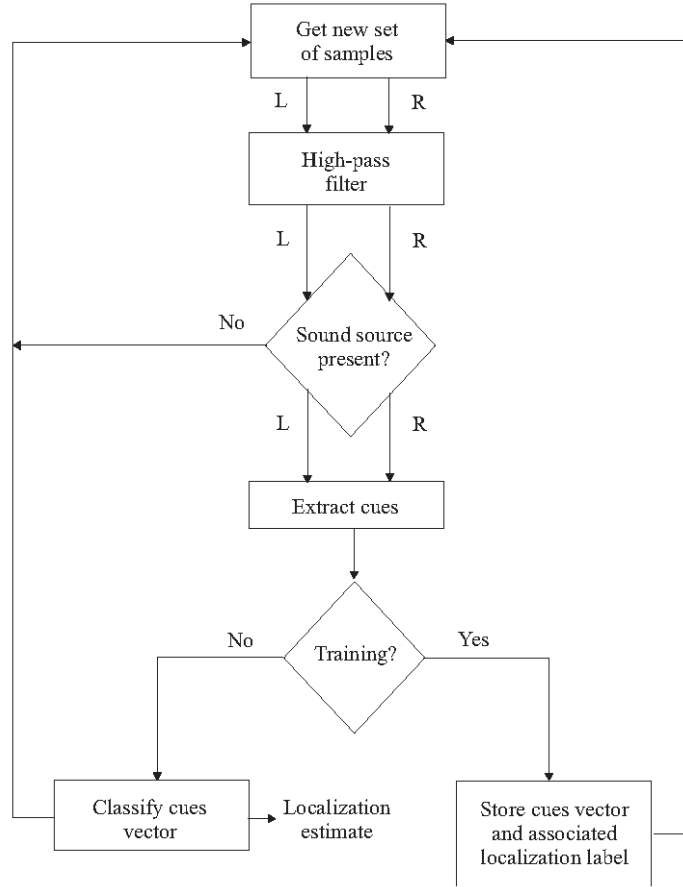 Get new set
of samples
L R
High-pass
filter
L R
No
Sound source
present?
L R
Extract cues
No
Training?
Yes
Classify cues
vector
Localization
estimate
Store cues vector
and associated
localization label